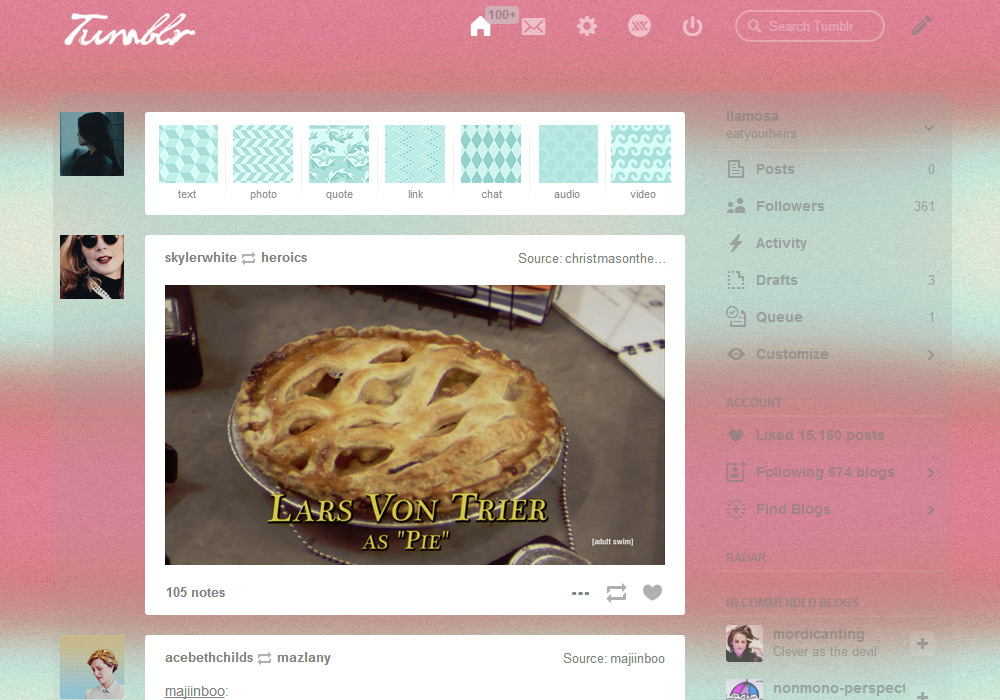 Tumblr
100+
Search Tumblr
llamosa
eatyourheirs
text
photo
quote
link
chat
audio
video
Posts 0
Followers 361
Activity
Drafts 3
Queue 1
Customize
ACCOUNT
Liked 15,160 posts
Following 674 blogs
Find Blogs
RADAR
RECOMMENDED BLOGS
mordicanting
Clever as the devil
nonmono-perspect
skylerwhite heroics
Source: christmasonthe...
LARS VON TRIER
AS "PIE"
[adult swim]
105 notes
acebethchilds mazlany
Source: majiinboo
majiinboo: